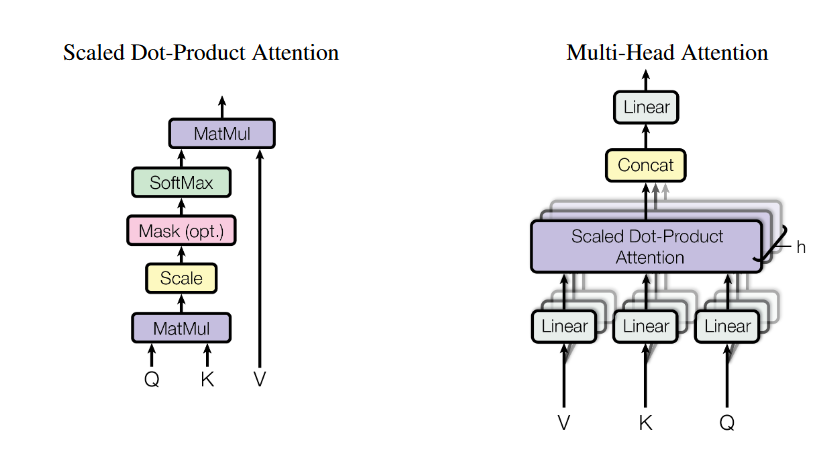 Scaled Dot-Product Attention
MatMul
SoftMax
Mask (opt.)
Scale
MatMul
Q K V
Multi-Head Attention
Linear
Concat
Scaled Dot-Product
Attention
h
Linear Linear Linear
V K Q